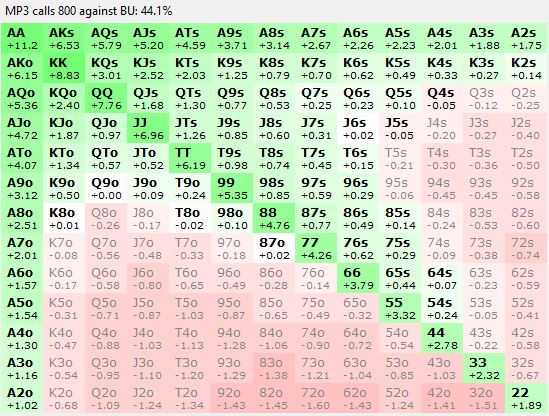 MP3 calls 800 against BU: 44.1%
AA AKs AQs AJs ATs A9s A8s A7s A6s A5s A4s A3s A2s
+11.2 +6.53 +5.79 +5.20 +4.59 +3.71 +3.14 +2.67 +2.26 +2.23 +2.01 +1.88 +1.75
AKo KK KQs KJs KTs K9s K8s K7s K6s K5s K4s K3s K2s
+6.15 +8.83 +3.01 +2.52 +2.03 +1.25 +0.79 +0.70 +0.62 +0.49 +0.33 +0.27 +0.14
AQo KQo QQ QJs QTs Q9s Q8s Q7s Q6s Q5s Q4s Q3s Q2s
+5.36 +2.40 +7.76 +1.68 +1.30 +0.77 +0.53 +0.25 +0.23 +0.10 -0.05 -0.12 -0.25
AJo KJo QJo JJ JTs J9s J8s J7s J6s J5s J4s J3s J2s
+4.72 +1.87 +0.97 +6.96 +1.26 +0.85 +0.60 +0.31 +0.02 -0.05 -0.20 -0.27 -0.40
ATo KTo QTo JTo TT T9s T8s T7s T6s T5s T4s T3s T2s
+4.07 +1.34 +0.57 +0.52 +6.19 +0.98 +0.74 +0.45 +0.15 -0.21 -0.30 -0.36 -0.50
A9o K9o Q9o J9o T9o 99 98s 97s 96s 95s 94s 93s 92s
+3.12 +0.50 +0.00 +0.09 +0.24 +5.35 +0.85 +0.59 +0.29 -0.06 -0.45 -0.45 -0.58
A8o K8o Q8o J8o T8o 98o 88 87s 86s 85s 84s 83s 82s
+2.51 +0.01 -0.26 -0.17 -0.02 +0.10 +4.76 +0.77 +0.49 +0.14 -0.24 -0.53 -0.60
A7o K7o Q7o J7o T7o 97o 87o 77 76s 75s 74s 73s 72s
+2.01 -0.08 -0.56 -0.48 -0.33 -0.18 +0.02 +4.26 +0.62 +0.29 -0.08 -0.38 -0.74
A6o K6o Q6o J6o T6o 96o 86o 76o 66 65s 64s 63s 62s
+1.57 -0.17 -0.58 -0.80 -0.65 -0.49 -0.28 -0.14 +3.79 +0.44 +0.07 -0.23 -0.59
A5o K5o Q5o J5o T5o 95o 85o 75o 65o 55 54s 53s 52s
+1.54 -0.31 -0.71 -0.87 -1.03 -0.87 -0.65 -0.49 -0.32 +3.32 +0.24 -0.05 -0.41
A4o K4o Q4o J4o T4o 94o 84o 74o 64o 54o 44 43s 42s
+1.30 -0.47 -0.88 -1.03 -1.13 -1.28 -1.06 -0.90 -0.72 -0.54 +2.78 -0.22 -0.58
A3o K3o Q3o J3o T3o 93o 83o 73o 63o 53o 43o 33 32s
+1.16 -0.54 -0.95 -1.10 -1.20 -1.29 -1.38 -1.21 -1.04 -0.85 -1.03 +2.32 -0.67
A2o K2o Q2o J2o T2o 92o 82o 72o 62o 52o 42o 32o 22
+1.02 -0.68 -1.09 -1.24 -1.34 -1.43 -1.45 -1.60 -1.43 -1.24 -1.42 -1.51 +1.89